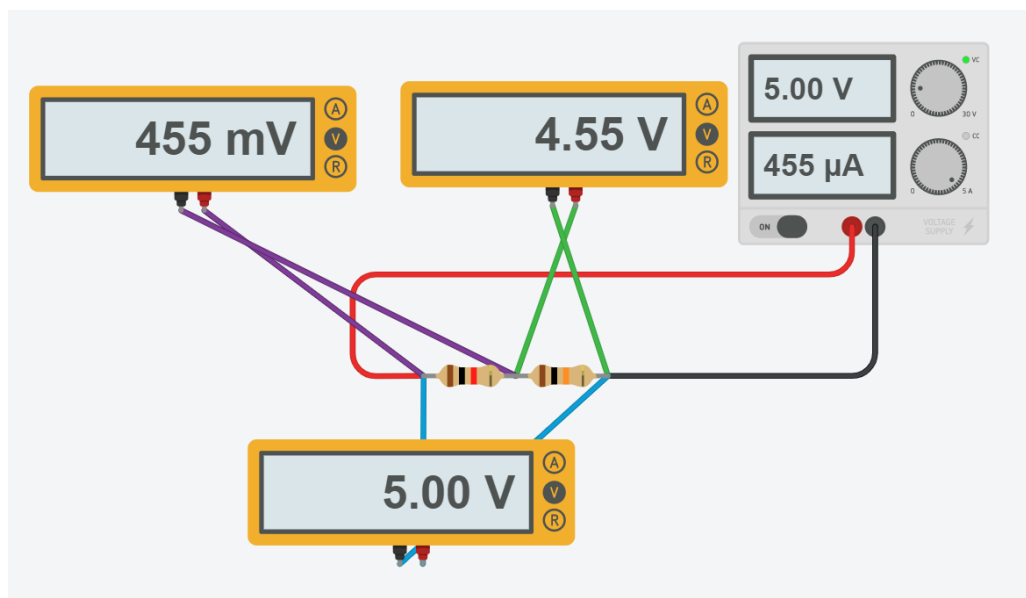 455 mV
A
V
R
4.55 V
A
V
R
5.00 V
VC
0
30 V
455 µA
CC
0
5 A
ON
VOLTAGE
SUPPLY
5.00 V
A
V
R